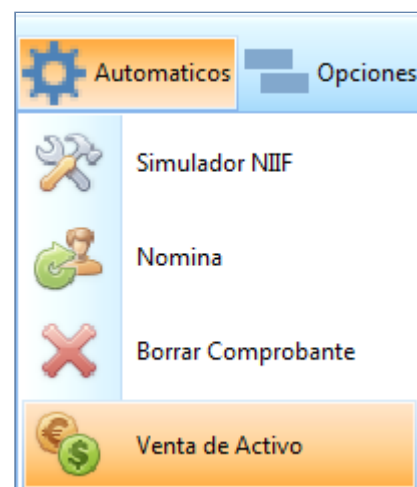 Automaticos Opciones
Simulador NIIF
Nomina
Borrar Comprobante
Venta de Activo